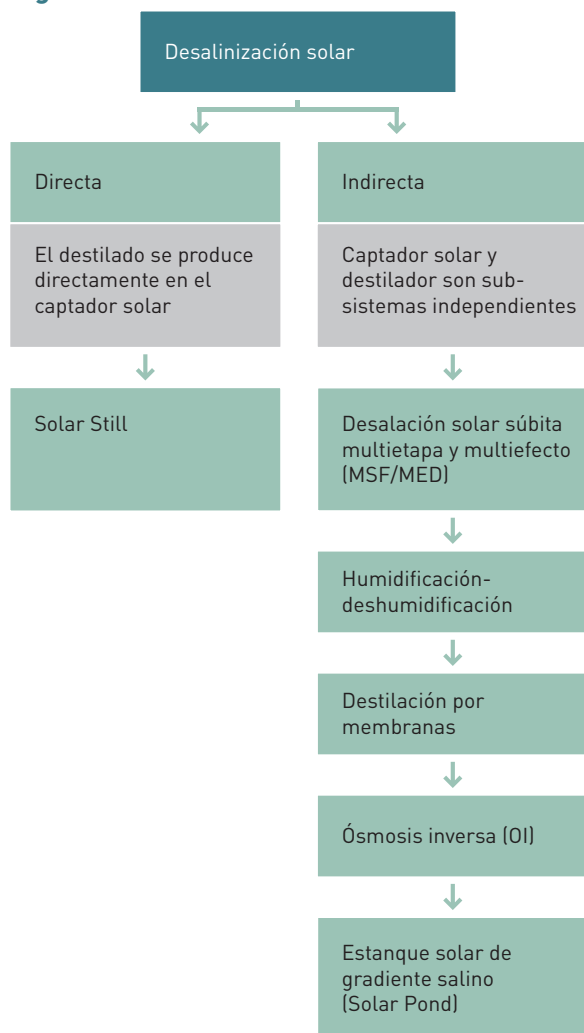 Desalinización solar
Directa
El destilado se produce
directamente en el
captador solar
Solar Still
Indirecta
Captador solar y
destilador son sub-
sistemas independientes
Desalación solar súbita
multietapa y multiefecto
(MSF/MED)
Humidificación-
deshumidificación
Destilación por
membranas
Ósmosis inversa (OI)
Estanque solar de
gradiente salino
(Solar Pond)